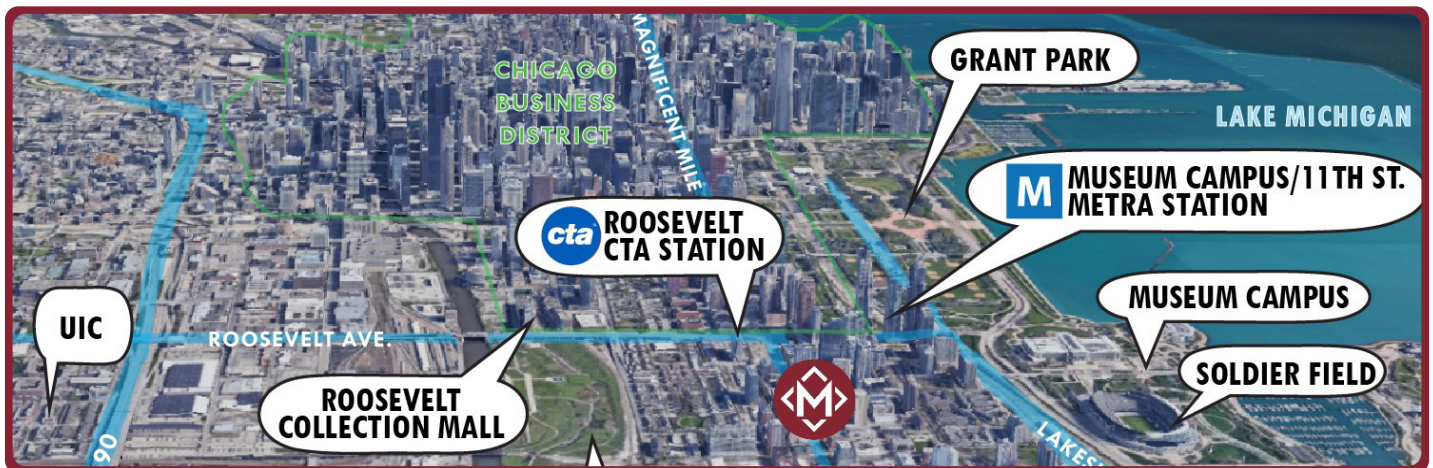 CHICAGO
BUSINESS
DISTRICT
MAGNIFICENT MILE
GRANT PARK
LAKE MICHIGAN
M MUSEUM CAMPUS/11TH ST.
METRA STATION
cta ROOSEVELT
CTA STATION
MUSEUM CAMPUS
UIC
ROOSEVELT AVE.
SOLDIER FIELD
ROOSEVELT
COLLECTION MALL
M
90